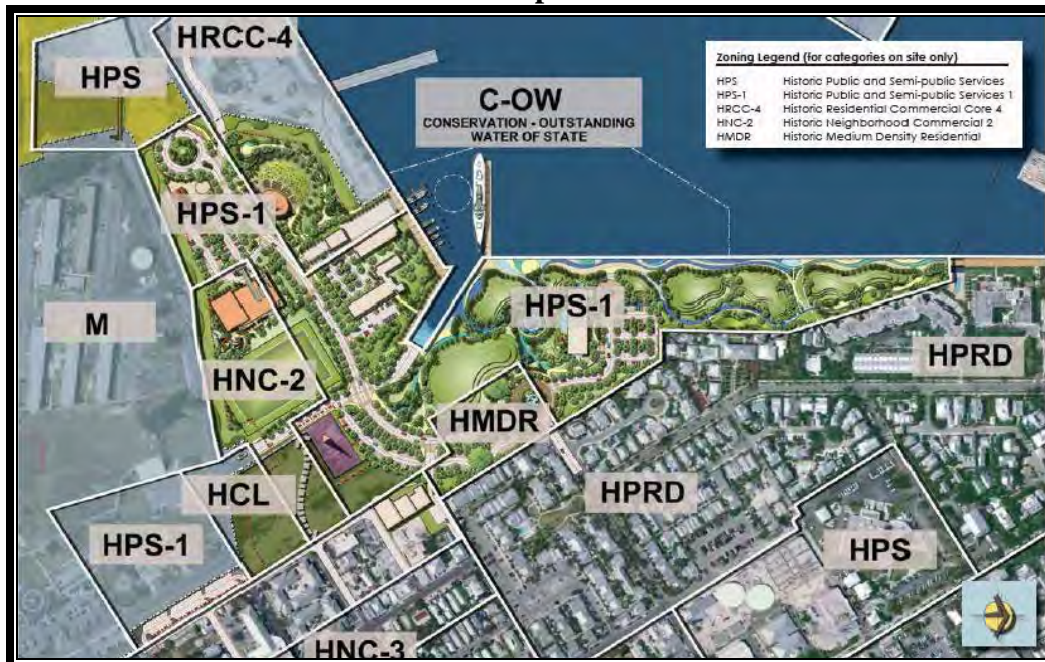 HRCC-4
HPS
C-OW
CONSERVATION - OUTSTANDING
WATER OF STATE
Zoning Legend (for categories on site only)
HPS Historic Public and Semi-public Services
HPS-1 Historic Public and Semi-public Services 1
HRCC-4 Historic Residential Commercial Core 4
HNC-2 Historic Neighborhood Commercial 2
HMDR Historic Medium Density Residential
HPS-1
M
HPS-1
HPRD
HNC-2
HMDR
HCL
HPRD
HPS-1
HPS
HNC-3